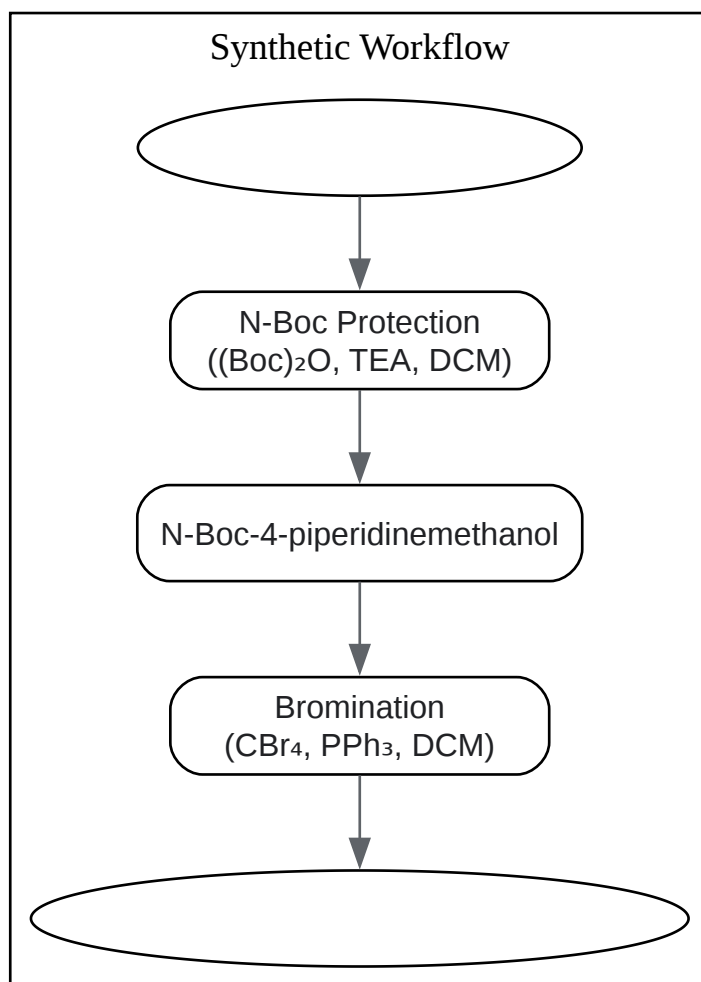 Synthetic Workflow
N-Boc Protection
((Boc)₂O, TEA, DCM)
N-Boc-4-piperidinemethanol
Bromination
(CBr₄, PPh₃, DCM)